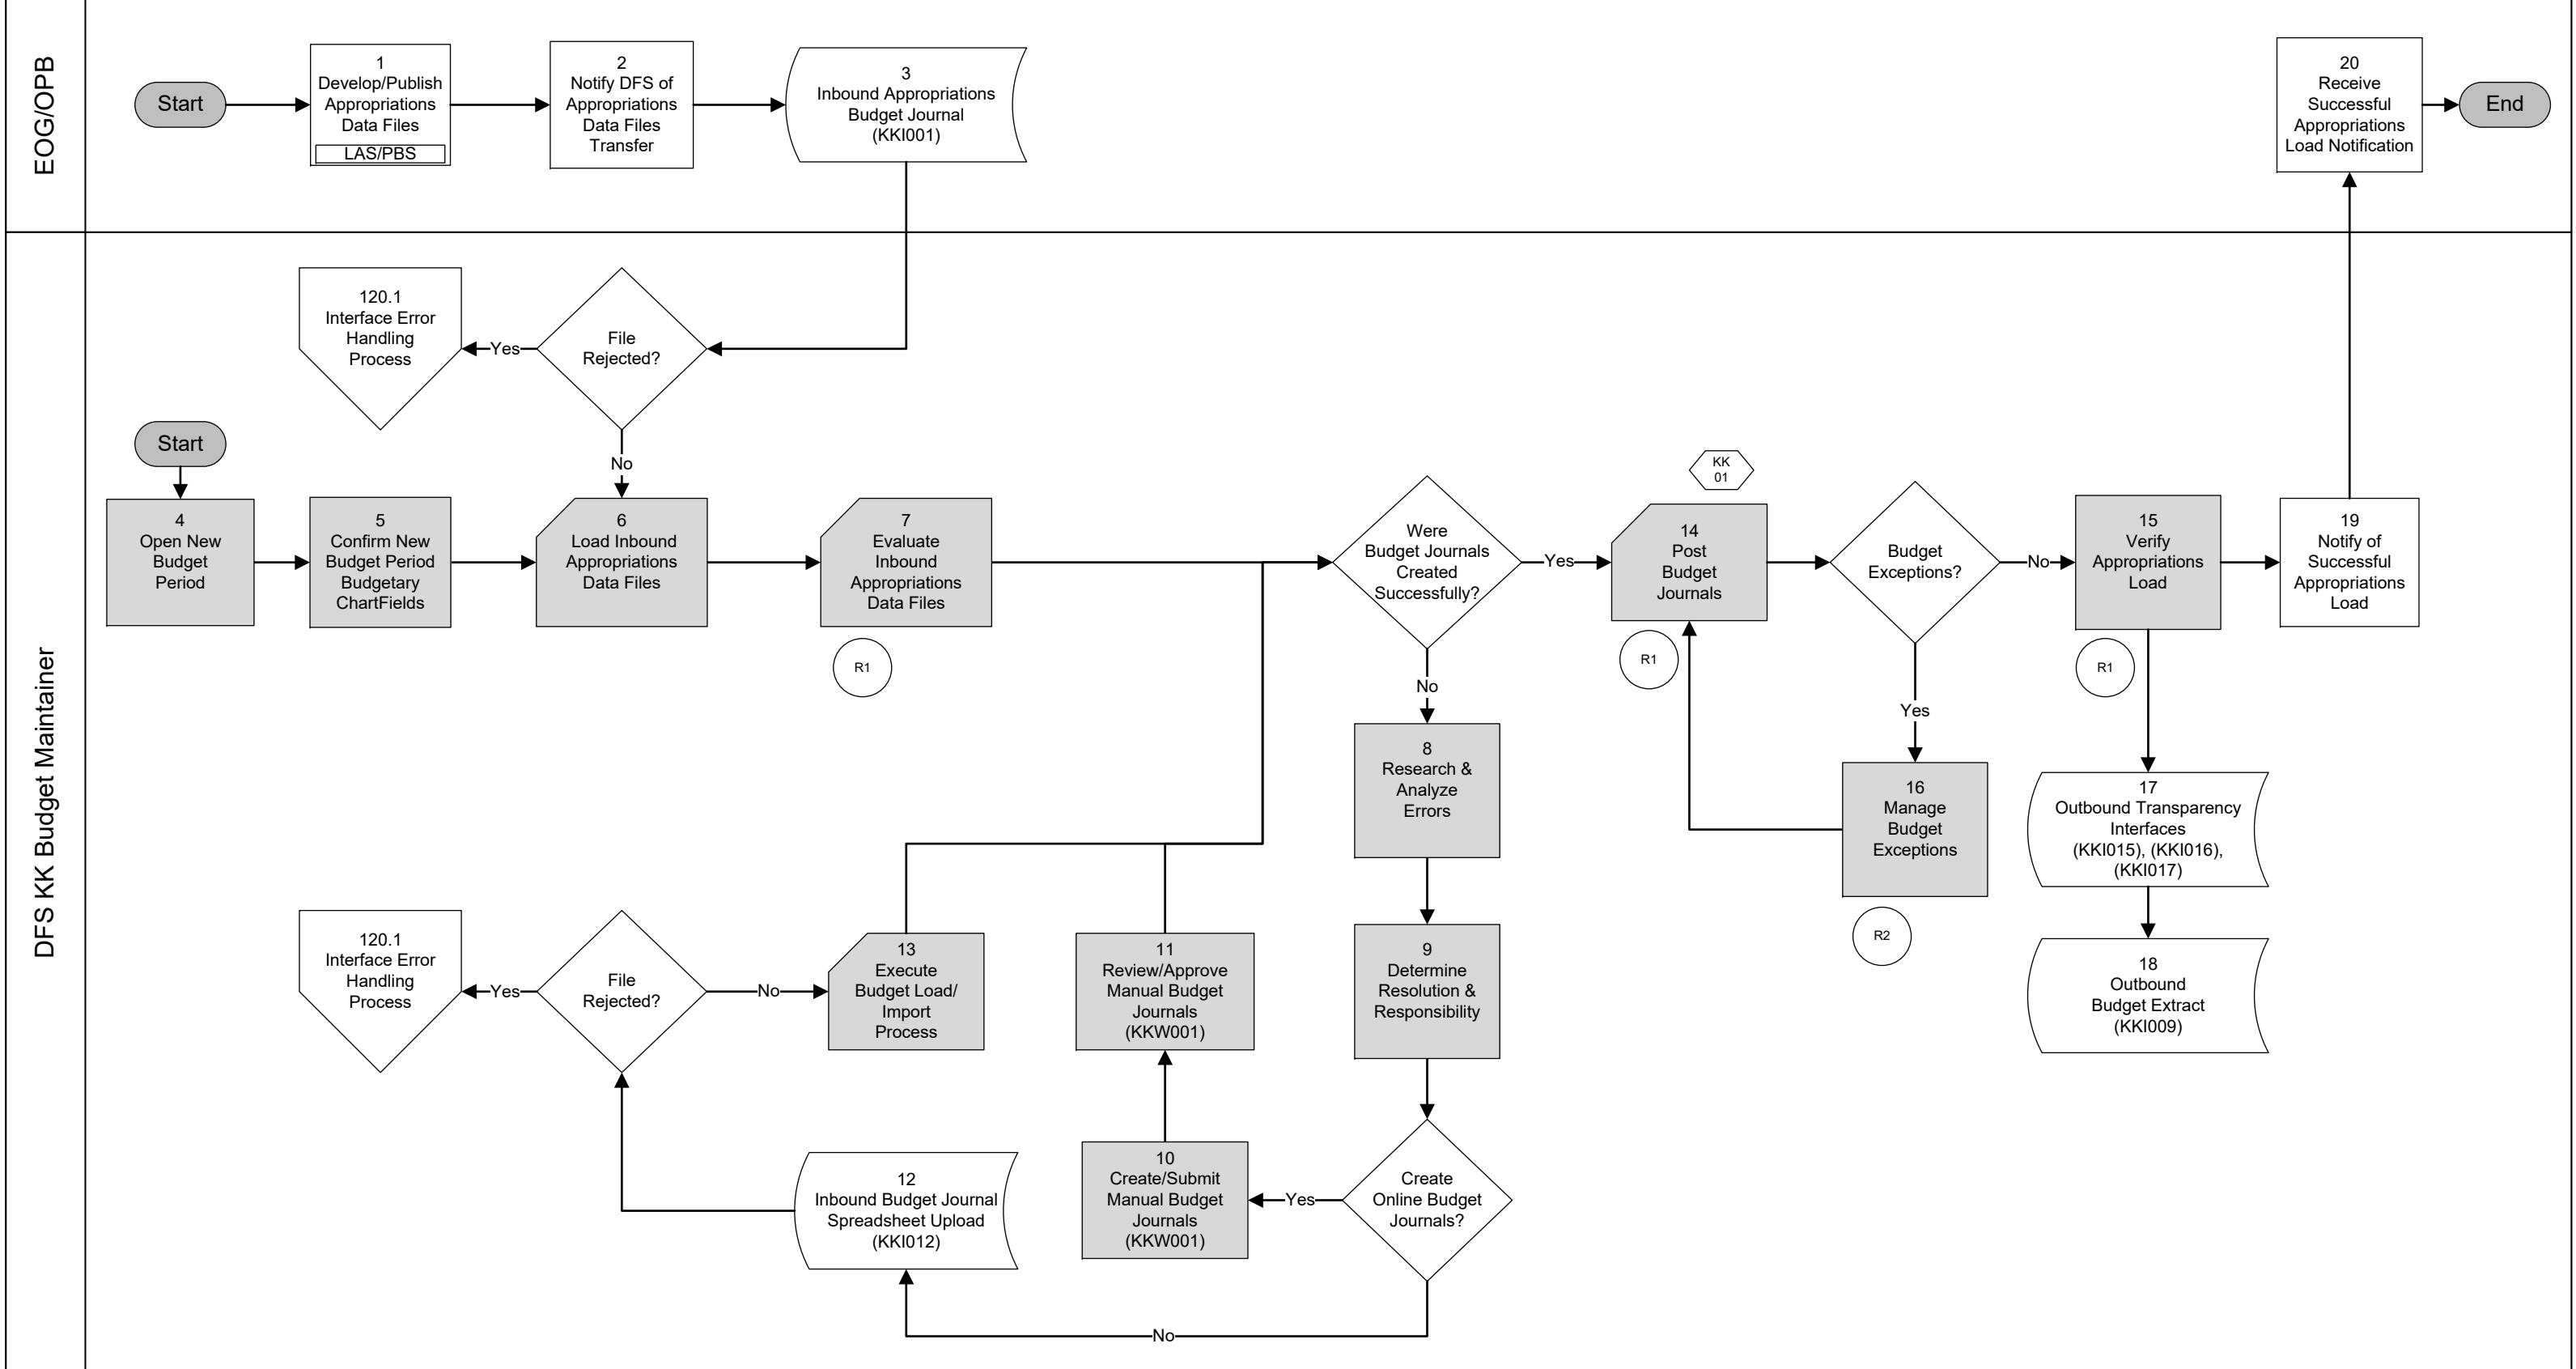 EOG/OPB
Start
1
Develop/Publish
Appropriations
Data Files
LAS/PBS
2
Notify DFS of
Appropriations
Data Files
Transfer
3
Inbound Appropriations
Budget Journal
(KKI001)
20
Receive
Successful
Appropriations
Load Notification
End
DFS KK Budget Maintainer
120.1
Interface Error
Handling
Process
Yes
File
Rejected?
No
Start
4
Open New
Budget
Period
5
Confirm New
Budget Period
Budgetary
ChartFields
6
Load Inbound
Appropriations
Data Files
7
Evaluate
Inbound
Appropriations
Data Files
R1
Were
Budget Journals
Created
Successfully?
Yes
No
KK
01
14
Post
Budget
Journals
R1
Budget
Exceptions?
No
Yes
15
Verify
Appropriations
Load
R1
19
Notify of
Successful
Appropriations
Load
8
Research &
Analyze
Errors
16
Manage
Budget
Exceptions
R2
17
Outbound Transparency
Interfaces
(KKI015), (KKI016),
(KKI017)
18
Outbound
Budget Extract
(KKI009)
120.1
Interface Error
Handling
Process
Yes
File
Rejected?
No
13
Execute
Budget Load/
Import
Process
11
Review/Approve
Manual Budget
Journals
(KKW001)
9
Determine
Resolution &
Responsibility
12
Inbound Budget Journal
Spreadsheet Upload
(KKI012)
10
Create/Submit
Manual Budget
Journals
(KKW001)
Yes
Create
Online Budget
Journals?
No